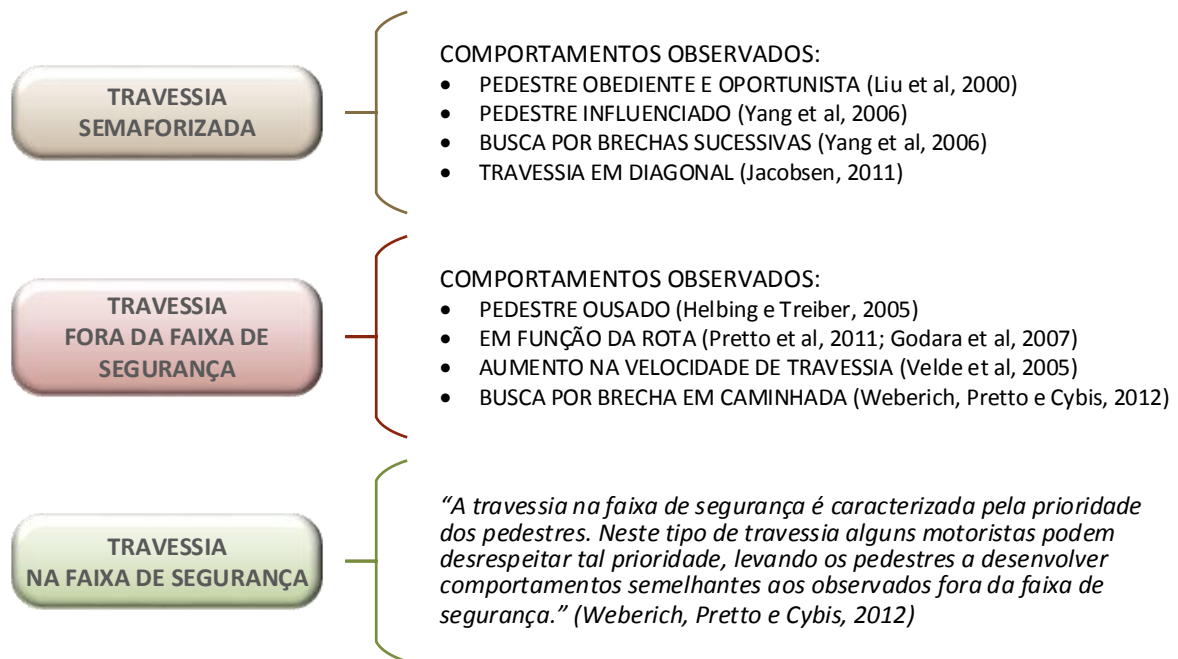 TRAVESSIA
SEMAFORIZADA
COMPORTAMENTOS OBSERVADOS:
• PEDESTRE OBEDIENTE E OPORTUNISTA (Liu et al, 2000)
• PEDESTRE INFLUENCIADO (Yang et al, 2006)
• BUSCA POR BRECHAS SUCESSIVAS (Yang et al, 2006)
• TRAVESSIA EM DIAGONAL (Jacobsen, 2011)
TRAVESSIA
FORA DA FAIXA DE
SEGURANÇA
COMPORTAMENTOS OBSERVADOS:
• PEDESTRE OUSADO (Helbing e Treiber, 2005)
• EM FUNÇÃO DA ROTA (Pretto et al, 2011; Godara et al, 2007)
• AUMENTO NA VELOCIDADE DE TRAVESSIA (Velde et al, 2005)
• BUSCA POR BRECHA EM CAMINHADA (Weberich, Pretto e Cybis, 2012)
TRAVESSIA
NA FAIXA DE SEGURANÇA
“A travessia na faixa de segurança é caracterizada pela prioridade
dos pedestres. Neste tipo de travessia alguns motoristas podem
desrespeitar tal prioridade, levando os pedestres a desenvolver
comportamentos semelhantes aos observados fora da faixa de
segurança.” (Weberich, Pretto e Cybis, 2012)